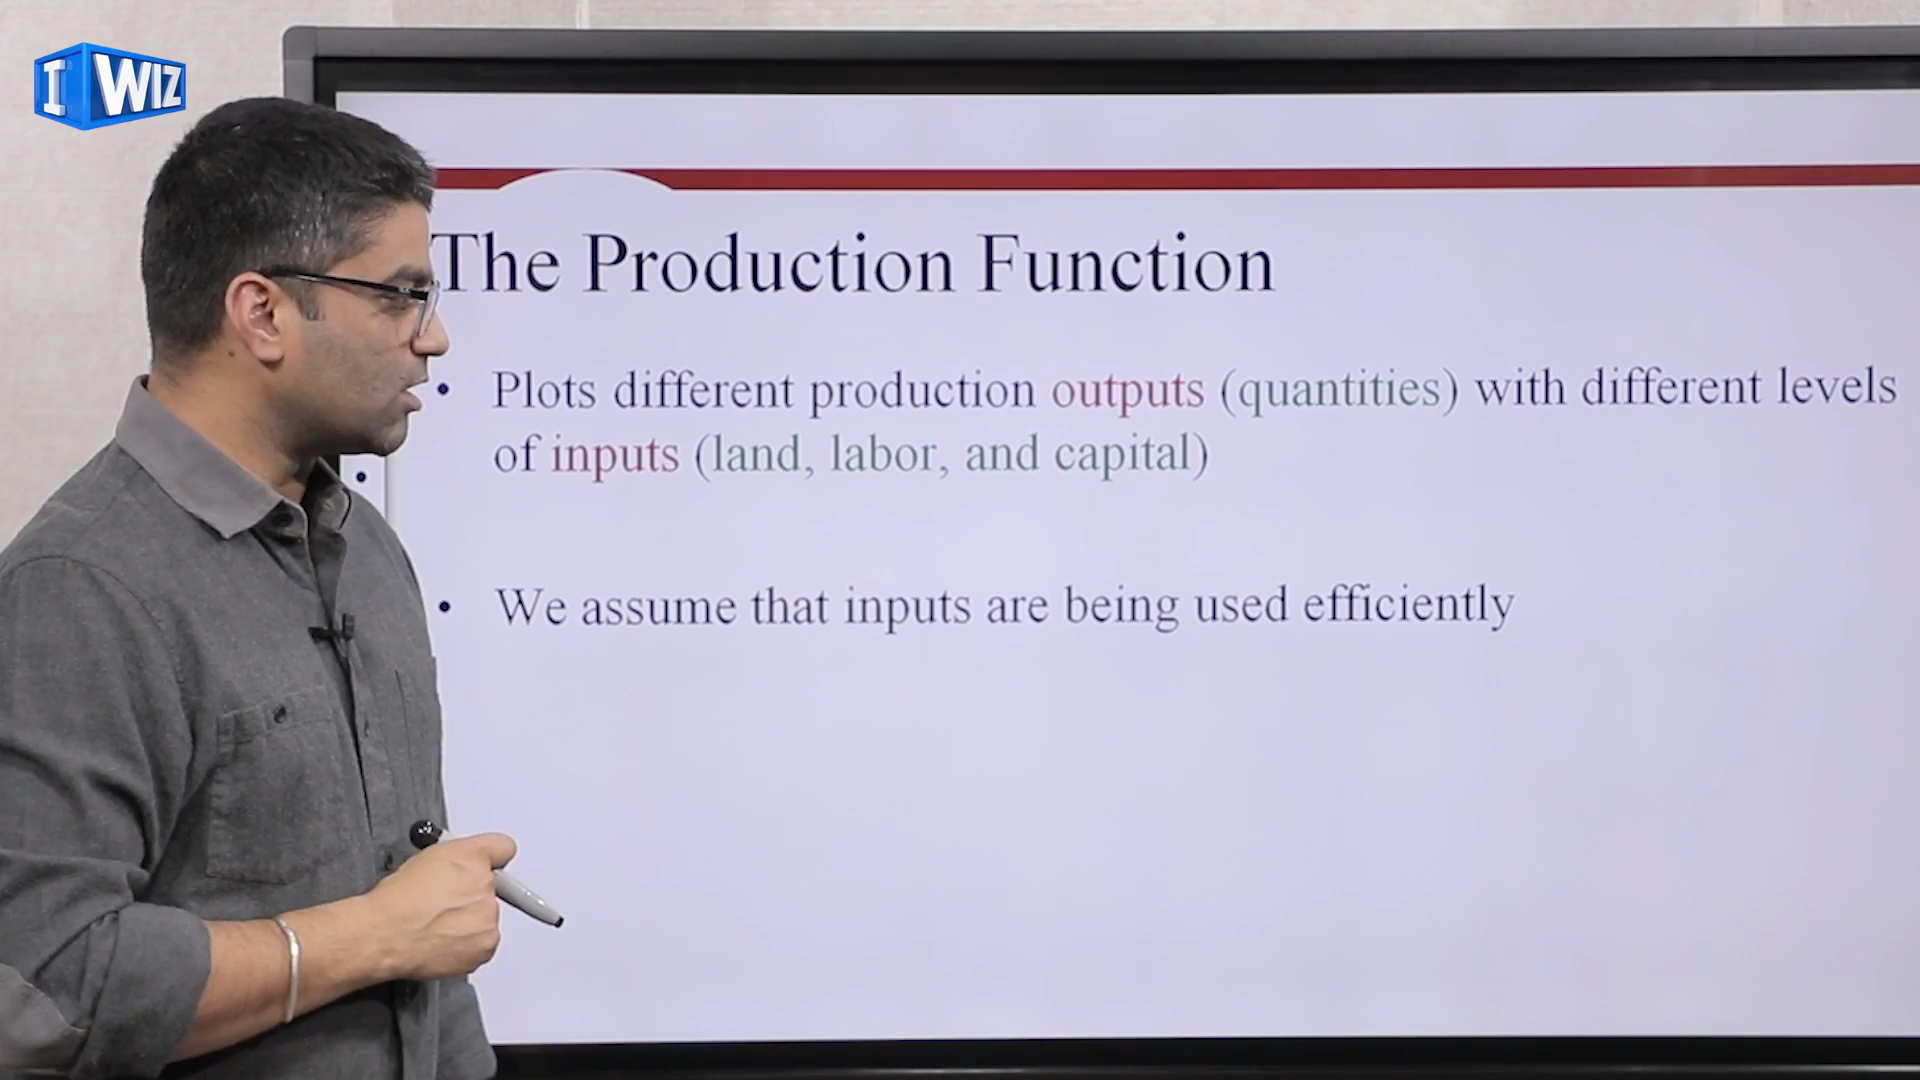 I WIZ
The Production Function
• Plots different production outputs (quantities) with different levels
of inputs (land, labor, and capital)
• We assume that inputs are being used efficiently